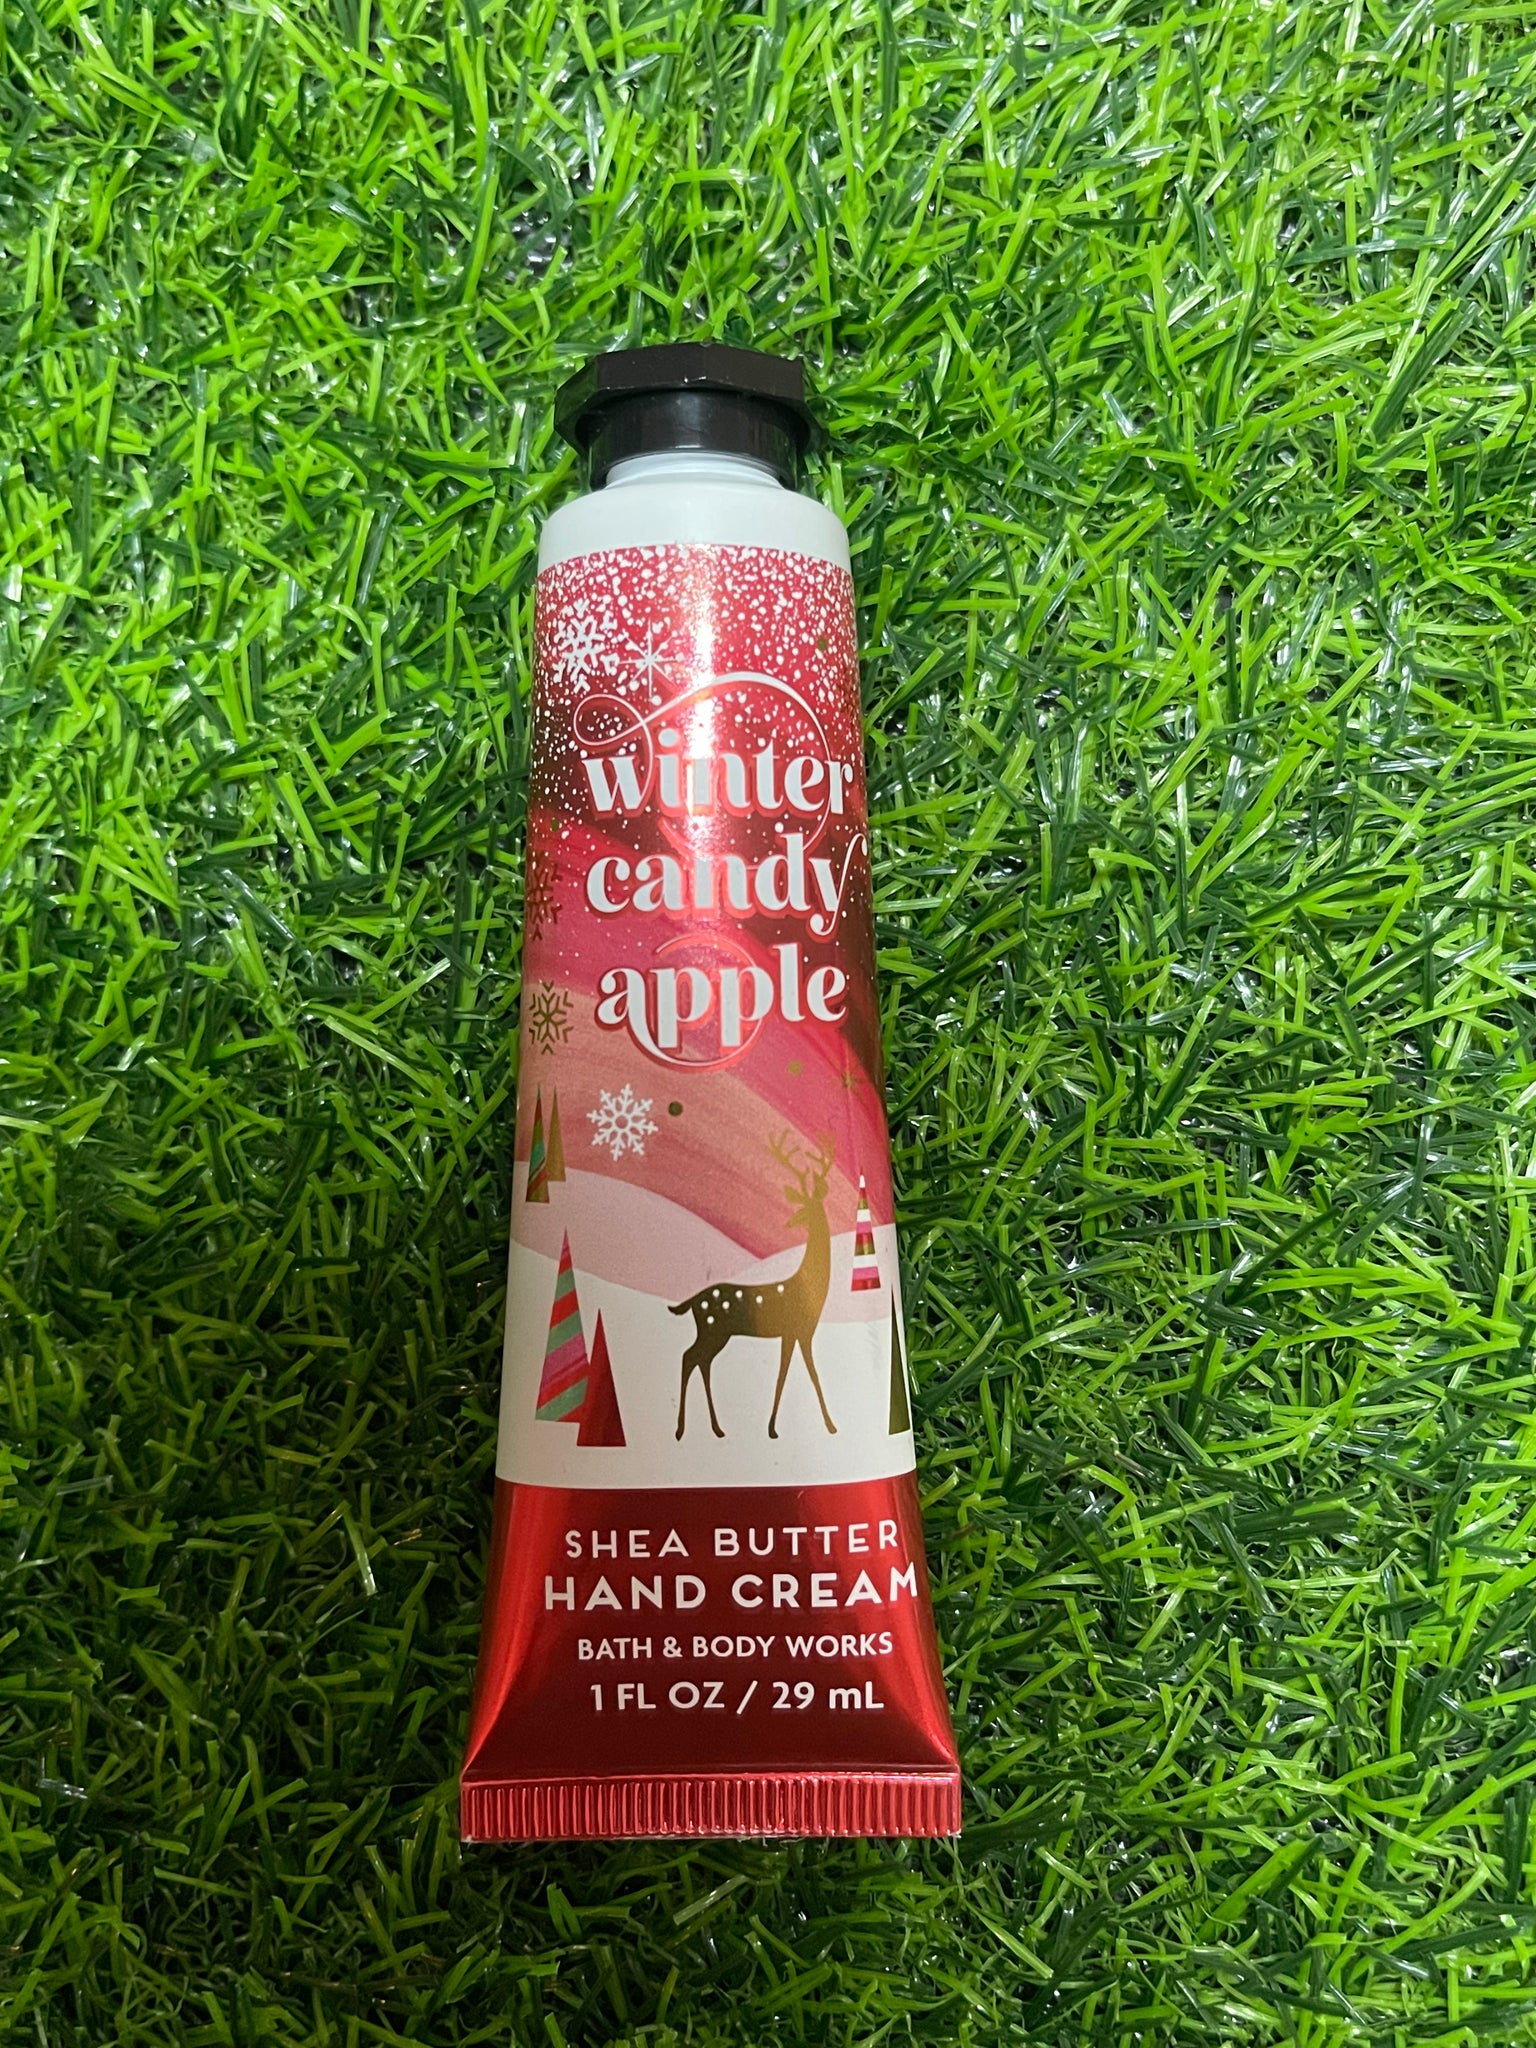 winter
candy
apple
SHEA BUTTER
HAND CREAM
BATH & BODY WORKS
1 FL OZ / 29 mL